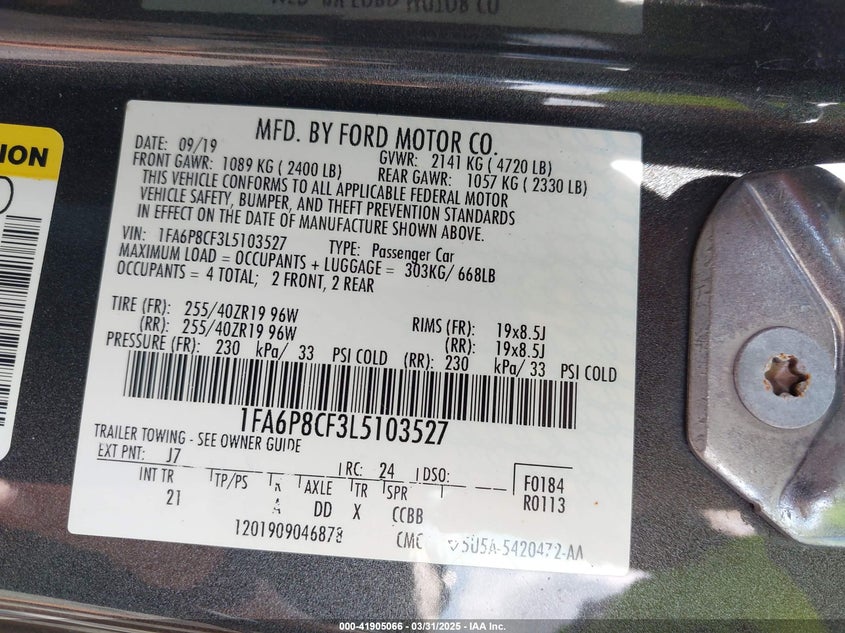 MFD. BY FORD MOTOR CO.
DATE: 09/19 GVWR: 2141 KG ( 4720 LB)
FRONT GAWR: 1089 KG ( 2400 LB) REAR GAWR: 1057 KG ( 2330 LB)
THIS VEHICLE CONFORMS TO ALL APPLICABLE FEDERAL MOTOR
VEHICLE SAFETY, BUMPER, AND THEFT PREVENTION STANDARDS
IN EFFECT ON THE DATE OF MANUFACTURE SHOWN ABOVE.
VIN: 1FA6P8CF3L5103527 TYPE: Passenger Car
MAXIMUM LOAD = OCCUPANTS + LUGGAGE = 303KG/ 668LB
OCCUPANTS = 4 TOTAL; 2 FRONT, 2 REAR
TIRE (FR): 255/40ZR19 96W RIMS (FR): 19x8.5J
(RR): 255/40ZR19 96W (RR): 19x8.5J
PRESSURE (FR): 230 kPa/ 33 PSI COLD (RR): 230 kPa/ 33 PSI COLD
1FA6P8CF3L5103527
TRAILER TOWING - SEE OWNER GUIDE
EXT PNT: J7 RC: 24 DSO: F0184
INT TR TP/PS R AXLE TR SPR R0113
21 A DD X CCBB
1201909046878 CMC 5U5A-5420472-AA
ION
000-41905066 - 03/31/2025 - IAA Inc.